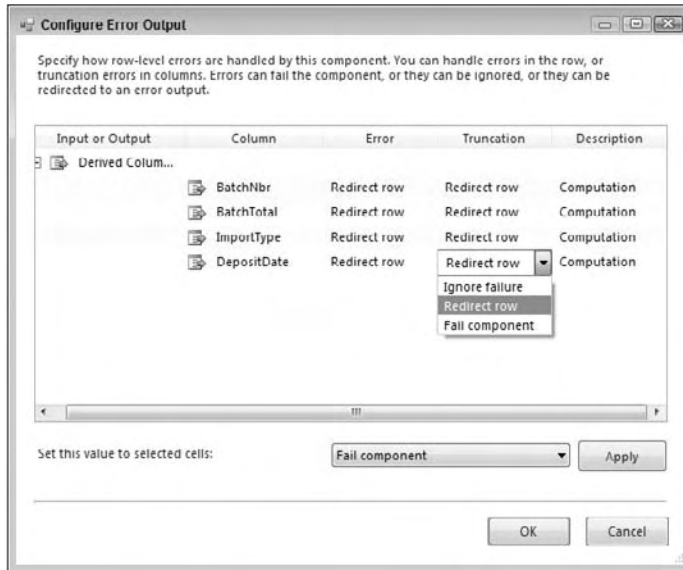 Configure Error Output
Specify how row-level errors are handled by this component. You can handle errors in the row, or
truncation errors in columns. Errors can fail the component, or they can be ignored, or they can be
redirected to an error output.
Input or Output Column Error Truncation Description
Derived Colum...
BatchNbr Redirect row Redirect row Computation
BatchTotal Redirect row Redirect row Computation
ImportType Redirect row Redirect row Computation
DepositDate Redirect row Redirect row Computation
Ignore failure
Redirect row
Fail component
Set this value to selected cells: Fail component Apply
OK Cancel